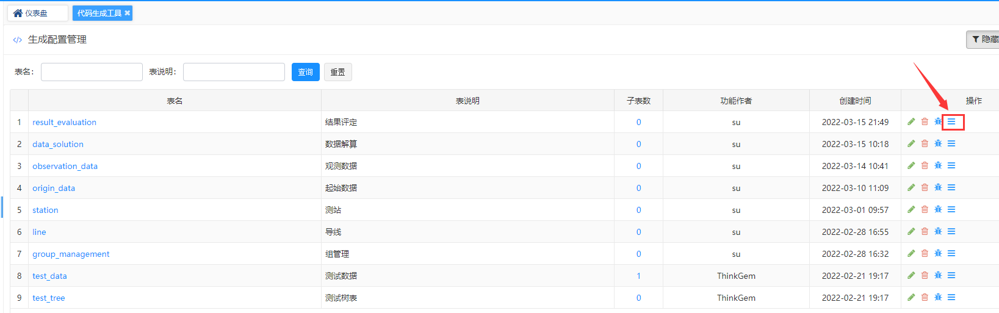 仪表盘 代码生成工具
生成配置管理 隐藏
表名： 表说明： 查询 重置
表名 表说明 子表数 功能作者 创建时间 操作
1 result_evaluation 结果评定 0 su 2022-03-15 21:49
2 data_solution 数据解算 0 su 2022-03-15 10:18
3 observation_data 观测数据 0 su 2022-03-14 10:41
4 origin_data 起始数据 0 su 2022-03-10 11:09
5 station 测站 0 su 2022-03-01 09:57
6 line 导线 0 su 2022-02-28 16:55
7 group_management 组管理 0 su 2022-02-28 16:32
8 test_data 测试数据 1 ThinkGem 2022-02-21 19:17
9 test_tree 测试树表 0 ThinkGem 2022-02-21 19:17